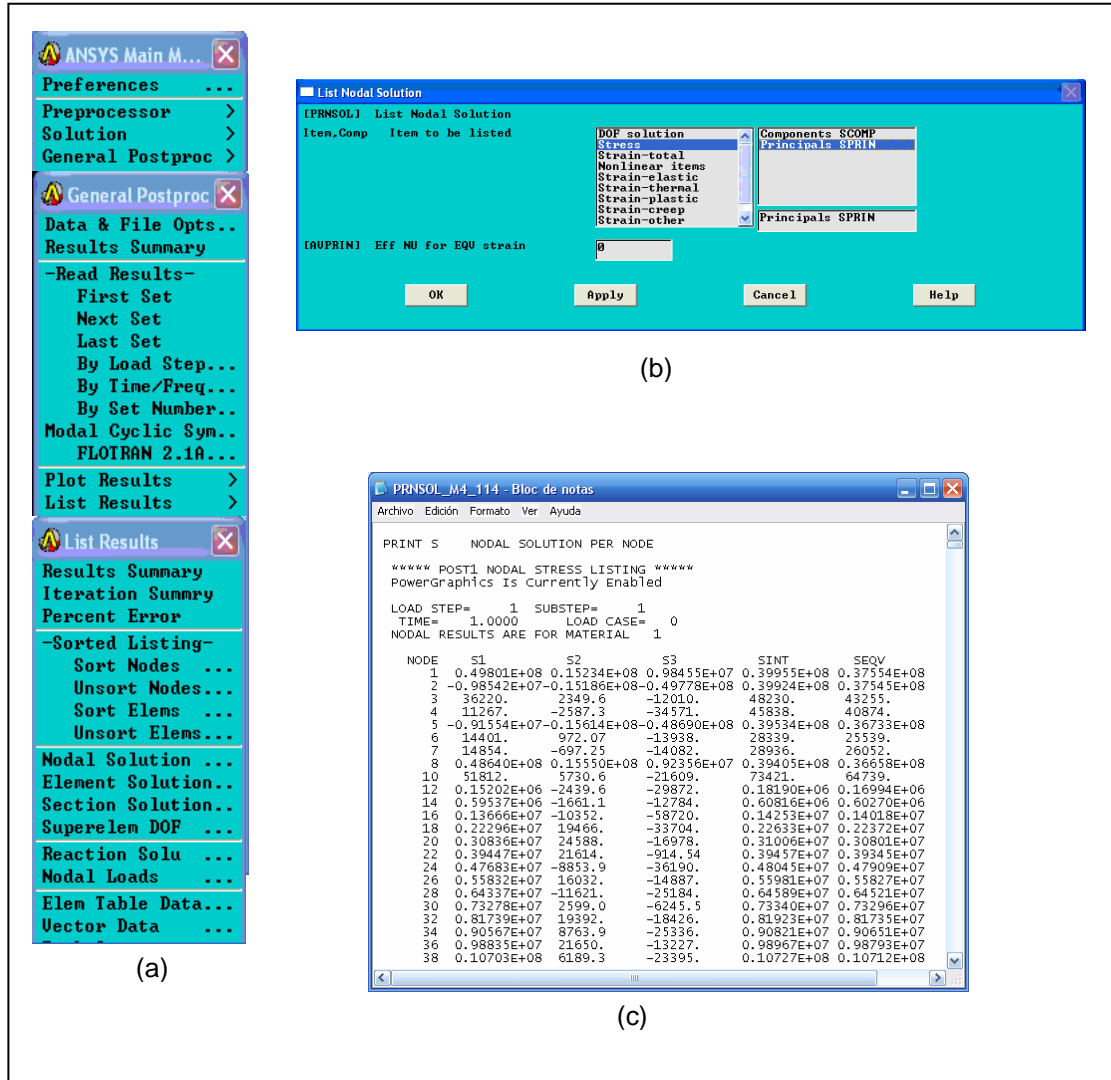 ANSYS Main M...
Preferences ...
Preprocessor >
Solution >
General Postproc >
General Postproc
Data & File Opts..
Results Summary
-Read Results-
First Set
Next Set
Last Set
By Load Step...
By Time/Freq...
By Set Number..
Modal Cyclic Sym..
FLOTRAN 2.1A...
Plot Results >
List Results >
List Results
Results Summary
Iteration Summry
Percent Error
-Sorted Listing-
Sort Nodes ...
Unsort Nodes...
Sort Elems ...
Unsort Elems...
Nodal Solution ...
Element Solution..
Section Solution..
Superelem DOF ...
Reaction Solu ...
Nodal Loads ...
Elem Table Data...
Vector Data ...
(a)
List Nodal Solution
[PRNSOL] List Nodal Solution
Item,Comp Item to be listed
DOF solution
Stress
Strain-total
Nonlinear items
Strain-elastic
Strain-thermal
Strain-plastic
Strain-creep
Strain-other
Components SCOMP
Principals SPRIN
Principals SPRIN
[AVPRIN] Eff NU for EQV strain 0
OK Apply Cancel Help
(b)
PRNSOL_M4_114 - Bloc de notas
Archivo Edición Formato Ver Ayuda
PRINT S NODAL SOLUTION PER NODE
***** POST1 NODAL STRESS LISTING *****
PowerGraphics Is Currently Enabled
LOAD STEP= 1 SUBSTEP= 1
TIME= 1.0000 LOAD CASE= 0
NODAL RESULTS ARE FOR MATERIAL 1
NODE S1 S2 S3 SINT SEQV
1 0.49801E+08 0.15234E+08 0.98455E+07 0.39955E+08 0.37554E+08
2 -0.98542E+07-0.15186E+08-0.49778E+08 0.39924E+08 0.37545E+08
3 36220. 2349.6 -12010. 48230. 43255.
4 11267. -2587.3 -34571. 45838. 40874.
5 -0.91554E+07-0.15614E+08-0.48690E+08 0.39534E+08 0.36733E+08
6 14401. 972.07 -13938. 28339. 25539.
7 14854. -697.25 -14082. 28936. 26052.
8 0.48640E+08 0.15550E+08 0.92356E+07 0.39405E+08 0.36658E+08
10 51812. 5730.6 -21609. 73421. 64739.
12 0.15202E+06 -2439.6 -29872. 0.18190E+06 0.16994E+06
14 0.59537E+06 -1661.1 -12784. 0.60816E+06 0.60270E+06
16 0.13666E+07 -10352. -58720. 0.14253E+07 0.14018E+07
18 0.22296E+07 19466. -33704. 0.22633E+07 0.22372E+07
20 0.30836E+07 24588. -16978. 0.31006E+07 0.30801E+07
22 0.39447E+07 21614. -914.54 0.39457E+07 0.39345E+07
24 0.47683E+07 -8853.9 -36190. 0.48045E+07 0.47909E+07
26 0.55832E+07 16032. -14887. 0.55981E+07 0.55827E+07
28 0.64337E+07 -11621. -25184. 0.64589E+07 0.64521E+07
30 0.73278E+07 2599.0 -6245.5 0.73340E+07 0.73296E+07
32 0.81739E+07 19392. -18426. 0.81923E+07 0.81735E+07
34 0.90567E+07 8763.9 -25336. 0.90821E+07 0.90651E+07
36 0.98835E+07 21650. -13227. 0.98967E+07 0.98793E+07
38 0.10703E+08 6189.3 -23395. 0.10727E+08 0.10712E+08
(c)